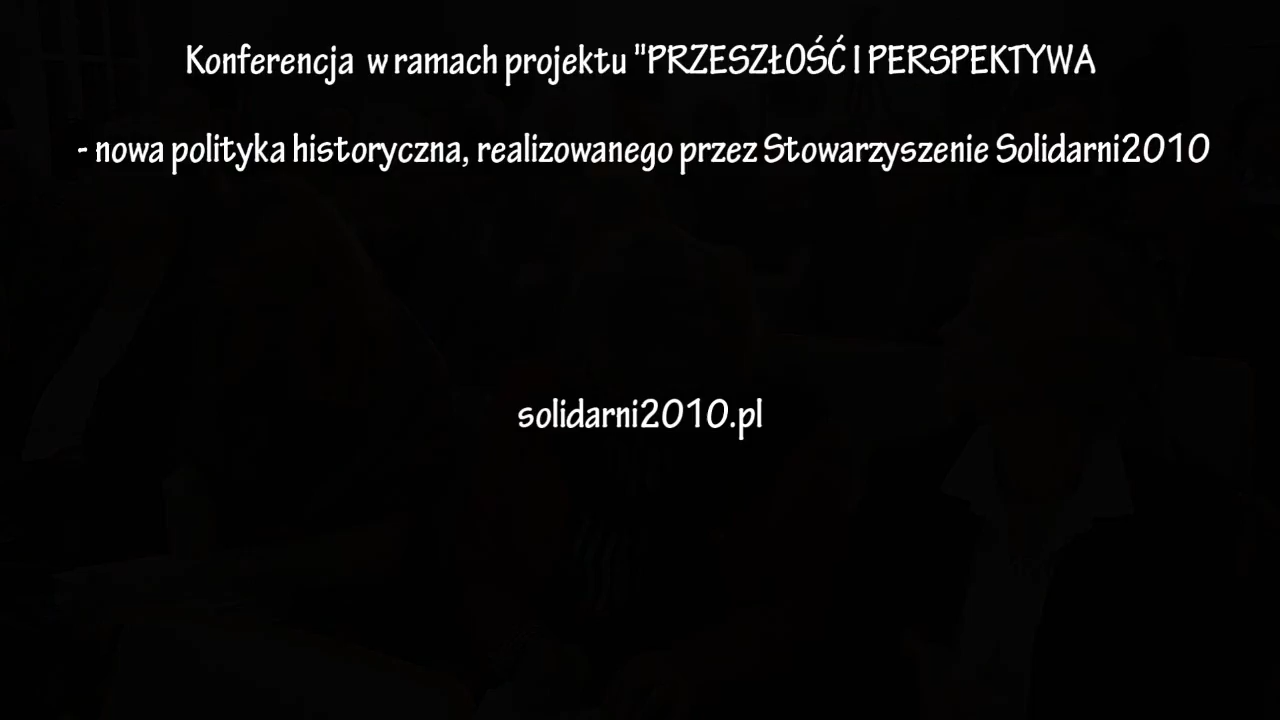 Konferencja w ramach projektu "PRZESZŁOŚĆ I PERSPEKTYWA
- nowa polityka historyczna, realizowanego przez Stowarzyszenie Solidarni2010
solidarni2010.pl